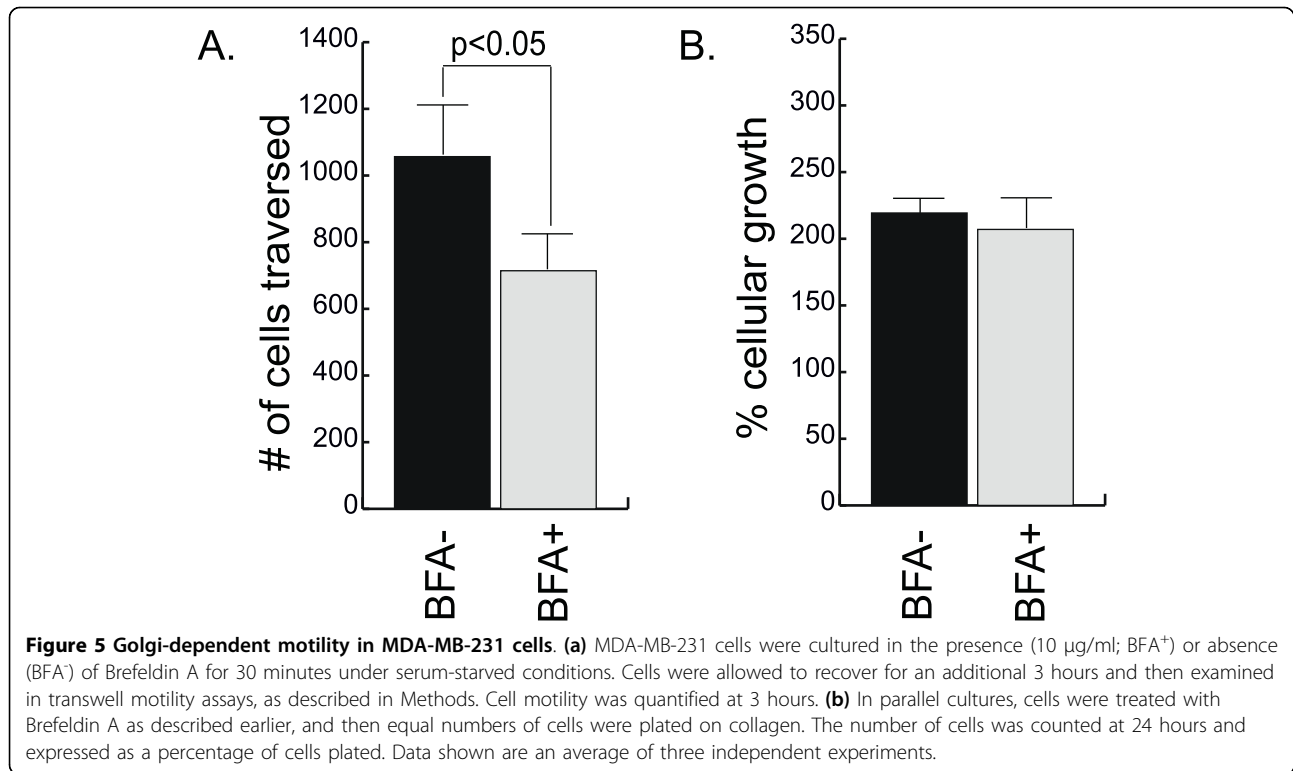 A.
p<0.05
# of cells traversed
1400
1200
1000
800
600
400
200
0
BFA-
BFA+
B.
% cellular growth
350
300
250
200
150
100
50
0
BFA-
BFA+
Figure 5 Golgi-dependent motility in MDA-MB-231 cells. (a) MDA-MB-231 cells were cultured in the presence (10 μg/ml; BFA⁺) or absence
(BFA⁻) of Brefeldin A for 30 minutes under serum-starved conditions. Cells were allowed to recover for an additional 3 hours and then examined
in transwell motility assays, as described in Methods. Cell motility was quantified at 3 hours. (b) In parallel cultures, cells were treated with
Brefeldin A as described earlier, and then equal numbers of cells were plated on collagen. The number of cells was counted at 24 hours and
expressed as a percentage of cells plated. Data shown are an average of three independent experiments.